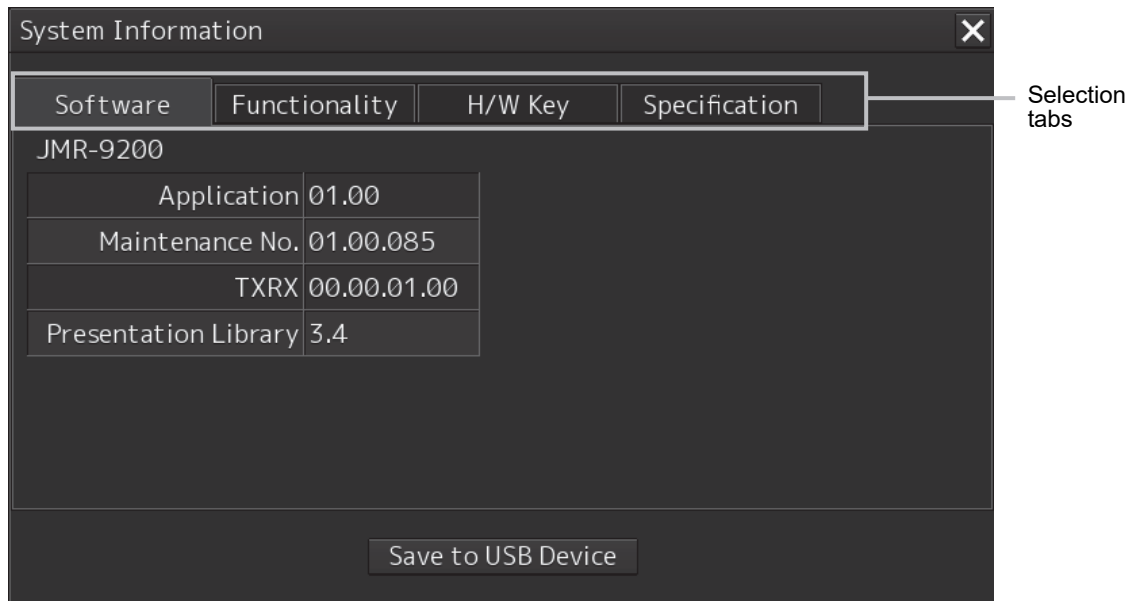 System Information
Software Functionality H/W Key Specification
Selection
tabs
JMR-9200
Application 01.00
Maintenance No. 01.00.085
TXRX 00.00.01.00
Presentation Library 3.4
Save to USB Device